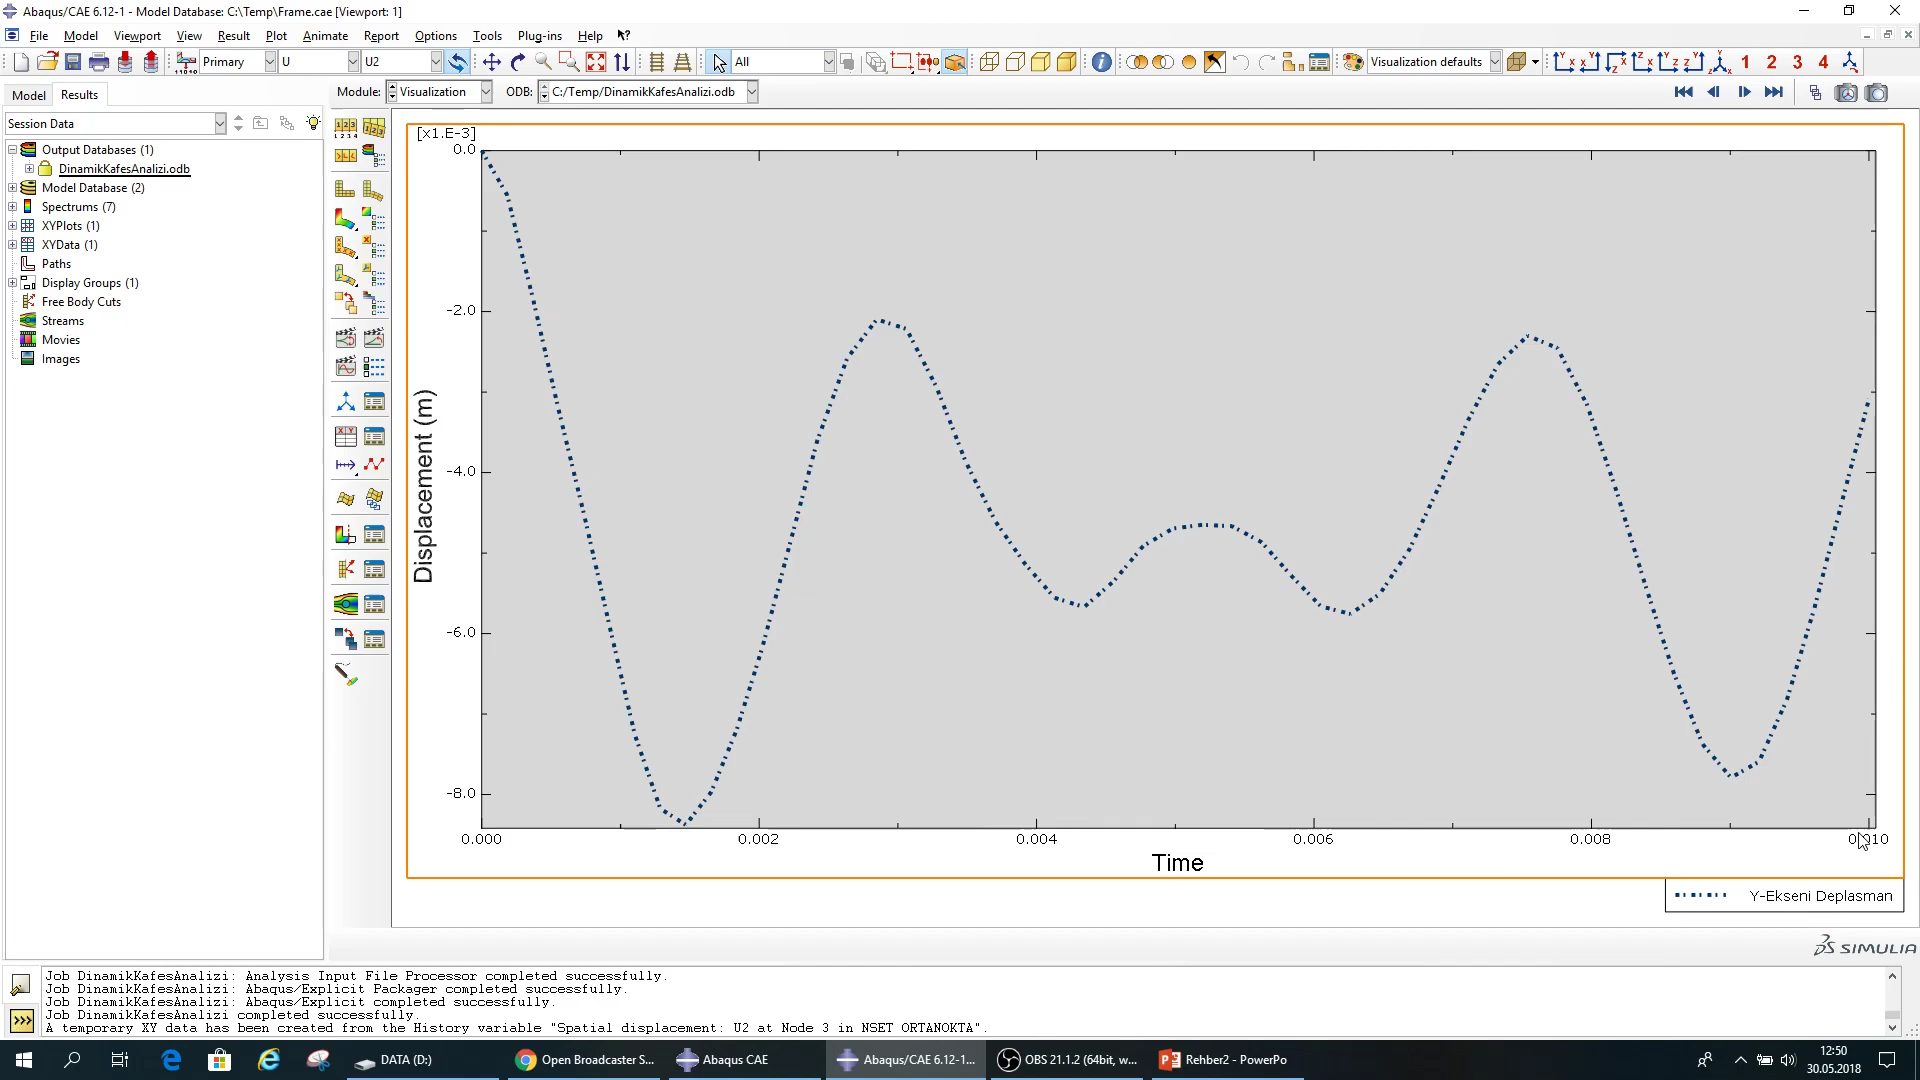 Abaqus/CAE 6.12-1 - Model Database: C:\Temp\Frame.cae [Viewport: 1]
File Model Viewport View Result Plot Animate Report Options Tools Plug-ins Help
Primary U U2 All Visualization defaults 1 2 3 4
Model Results
Module: Visualization ODB: C:/Temp/DinamikKafesAnalizi.odb
Session Data
Output Databases (1)
DinamikKafesAnalizi.odb
Model Database (2)
Spectrums (7)
XYPlots (1)
XYData (1)
Paths
Display Groups (1)
Free Body Cuts
Streams
Movies
Images
[x1.E-3]
0.0
-2.0
-4.0
-6.0
-8.0
Displacement (m)
0.000 0.002 0.004 0.006 0.008 0.010
Time
Y-Ekseni Deplasman
SIMULIA
Job DinamikKafesAnalizi: Analysis Input File Processor completed successfully.
Job DinamikKafesAnalizi: Abaqus/Explicit Packager completed successfully.
Job DinamikKafesAnalizi: Abaqus/Explicit completed successfully.
Job DinamikKafesAnalizi completed successfully.
A temporary XY data has been created from the History variable "Spatial displacement: U2 at Node 3 in NSET ORTANOKTA".
DATA (D:) Open Broadcaster S... Abaqus CAE Abaqus/CAE 6.12-1... OBS 21.1.2 (64bit, w... Rehber2 - PowerPo
12:50
30.05.2018